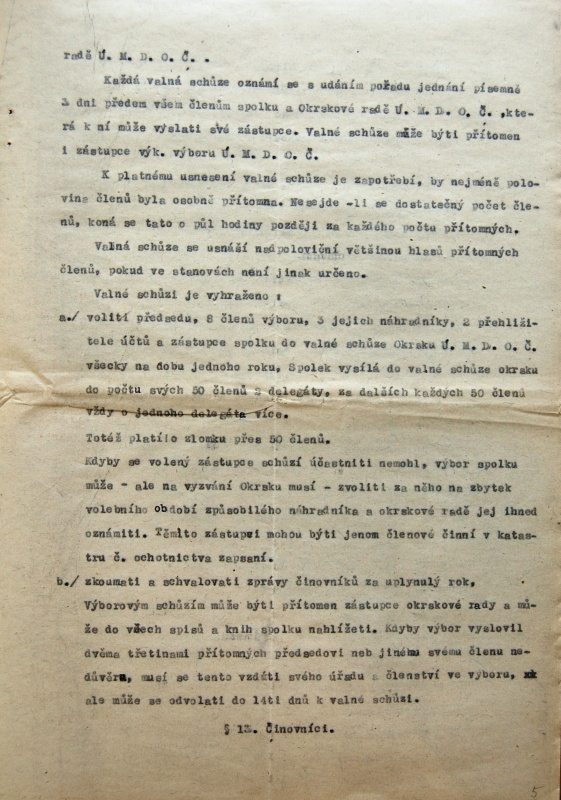 radě Ú. M. D. O. Č. .
Každá valná schůze oznámí se s udáním pořadu jednání písemně
3 dni předem všem členům spolku a Okrskové radě Ú. M. D. O. Č. ,kte-
rá k ní může vyslati své zástupce. Valné schůze může býti přítomen
i zástupce výk. výboru Ú. M. D. O. Č.
K platnému usnesení valné schůze je zapotřebí, by nejméně polo-
vina členů byla osobně přítomna. Nesejde -li se dostatečný počet čle-
nů, koná se tato o půl hodiny později za každého počtu přítomných.
Valná schůze se usnáší nadpoloviční většinou hlasů přítomných
členů, pokud ve stanovách není jinak určeno.
Valné schůzi je vyhraženo :
a./ voliti předsedu, 8 členů výboru, 3 jejich náhradníky, 2 přehliži-
tele účtů a zástupce spolku do valné schůze Okrsku Ú. M. D. O. Č.
všecky na dobu jednoho roku, Spolek vysílá do valné schůze okrsku
do počtu svých 50 členů 2 delegáty, za dalších každých 50 členů
vždy o jednoho delegáta více.
Totéž platílo zlomku přes 50 členů.
Kdyby se volený zástupce schůzí účastniti nemohl, výbor spolku
může - ale na vyzvání Okrsku musí - zvoliti za něho na zbytek
volebního období způsobilého náhradníka a okrskové radě jej ihned
oznámiti. Těmito zástupci mohou býti jenom členové činní v katas-
tru č. ochotnictva zapsaní.
b./ zkoumati a schvalovati zprávy činovníků za uplynulý rok,
Výborovým schůzím může býti přítomen zástupce okrskové rady a mů-
že do všech spisů a knih spolku nahlížeti. Kdyby výbor vyslovil
dvěma třetinami přítomných předsedovi neb jinému svému členu ne-
důvěru, musí se tento vzdáti svého úřadu a členství ve výboru, xx
ale může se odvolati do 14ti dnů k valné schůzi.
§ 13. Činovníci.
5